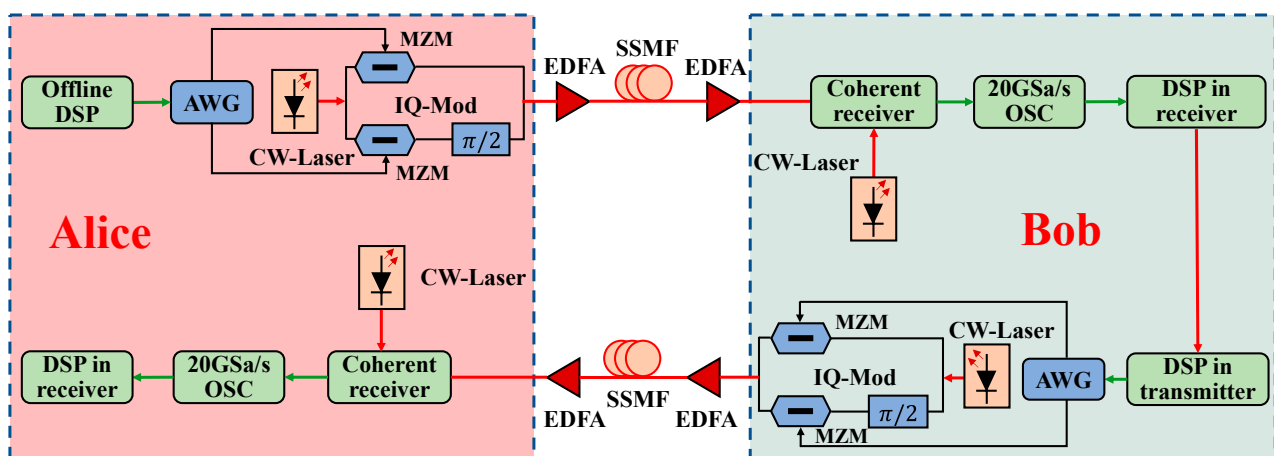 Offline
DSP
AWG
MZM
IQ-Mod
π/2
CW-Laser
MZM
EDFA
SSMF
EDFA
Coherent
receiver
20GSa/s
OSC
DSP in
receiver
CW-Laser
Alice
Bob
CW-Laser
DSP in
receiver
20GSa/s
OSC
Coherent
receiver
EDFA
SSMF
EDFA
MZM
IQ-Mod
π/2
MZM
CW-Laser
AWG
DSP in
transmitter